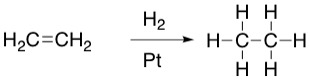 H₂C=CH₂
H₂
Pt
H H
H-C-C-H
H H